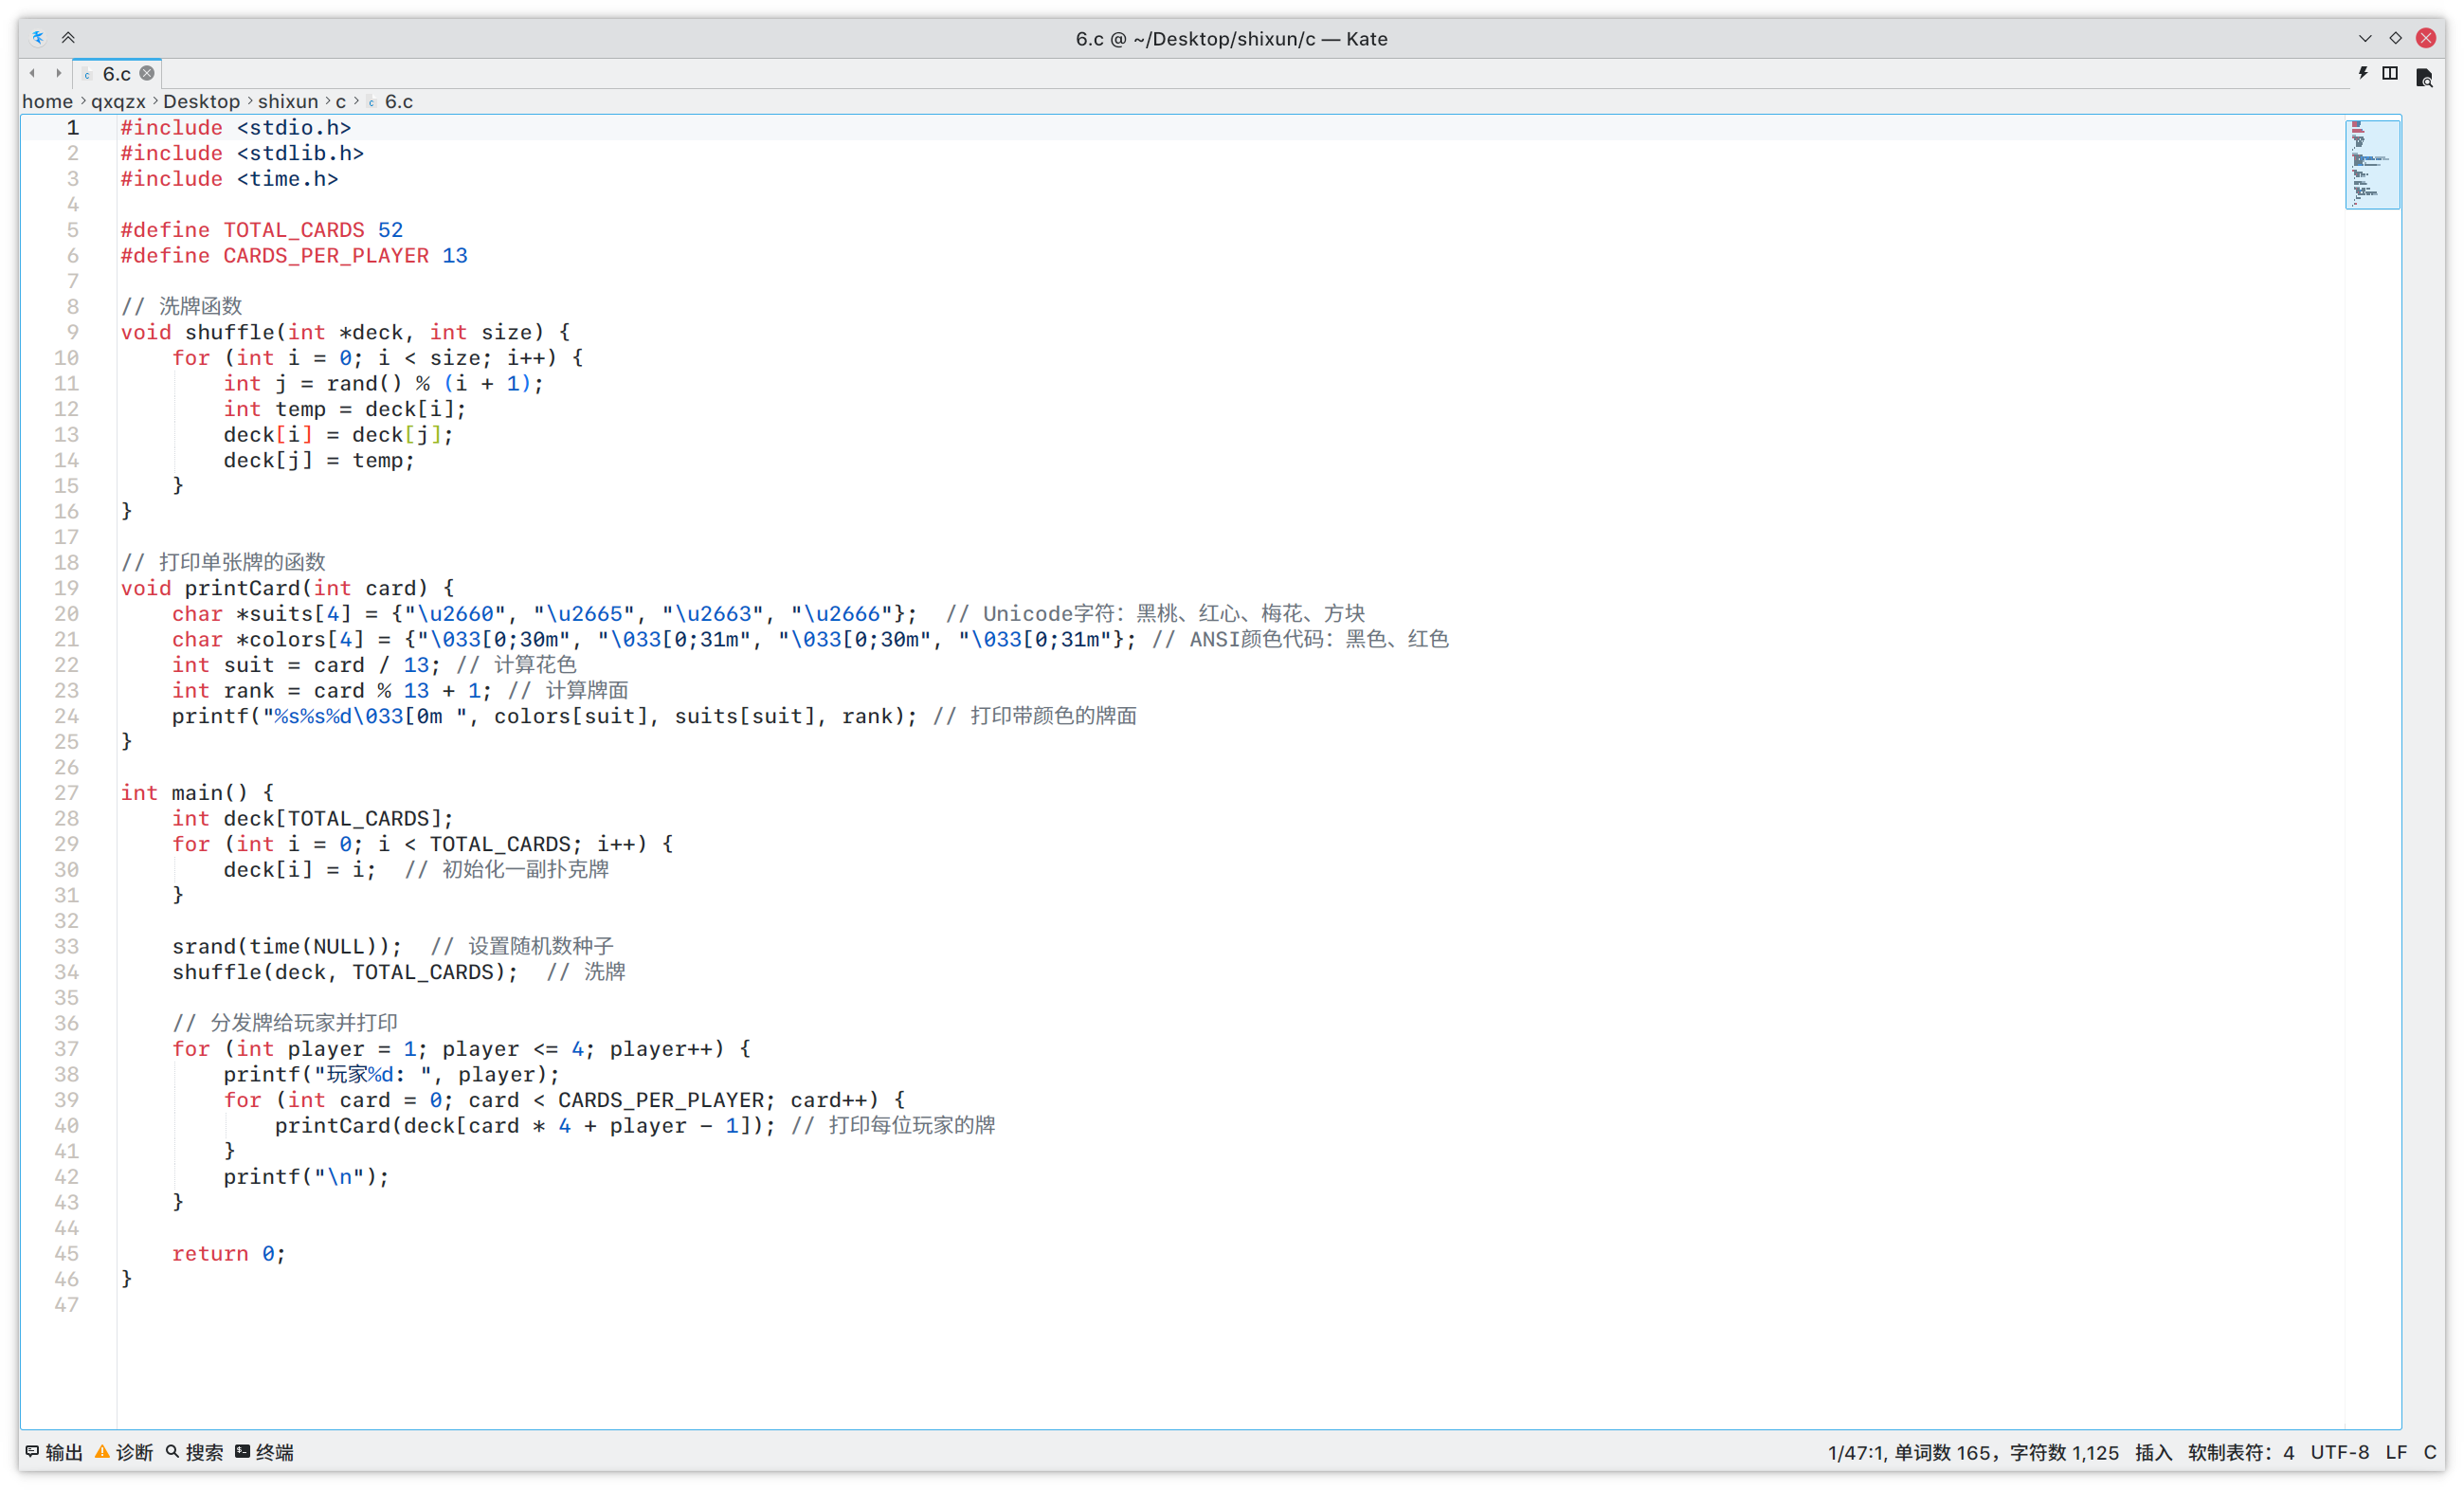 6.c @ ~/Desktop/shixun/c — Kate
6.c
home > qxqzx > Desktop > shixun > c > 6.c
1 #include <stdio.h>
2 #include <stdlib.h>
3 #include <time.h>
4
5 #define TOTAL_CARDS 52
6 #define CARDS_PER_PLAYER 13
7
8 // 洗牌函数
9 void shuffle(int *deck, int size) {
10     for (int i = 0; i < size; i++) {
11         int j = rand() % (i + 1);
12         int temp = deck[i];
13         deck[i] = deck[j];
14         deck[j] = temp;
15     }
16 }
17
18 // 打印单张牌的函数
19 void printCard(int card) {
20     char *suits[4] = {"\u2660", "\u2665", "\u2663", "\u2666"};  // Unicode字符：黑桃、红心、梅花、方块
21     char *colors[4] = {"\033[0;30m", "\033[0;31m", "\033[0;30m", "\033[0;31m"}; // ANSI颜色代码：黑色、红色
22     int suit = card / 13; // 计算花色
23     int rank = card % 13 + 1; // 计算牌面
24     printf("%s%s%d\033[0m ", colors[suit], suits[suit], rank); // 打印带颜色的牌面
25 }
26
27 int main() {
28     int deck[TOTAL_CARDS];
29     for (int i = 0; i < TOTAL_CARDS; i++) {
30         deck[i] = i;  // 初始化一副扑克牌
31     }
32
33     srand(time(NULL));  // 设置随机数种子
34     shuffle(deck, TOTAL_CARDS);  // 洗牌
35
36     // 分发牌给玩家并打印
37     for (int player = 1; player <= 4; player++) {
38         printf("玩家%d: ", player);
39         for (int card = 0; card < CARDS_PER_PLAYER; card++) {
40             printCard(deck[card * 4 + player - 1]); // 打印每位玩家的牌
41         }
42         printf("\n");
43     }
44
45     return 0;
46 }
47
输出 诊断 搜索 终端 1/47:1, 单词数 165，字符数 1,125 插入 软制表符：4 UTF-8 LF C